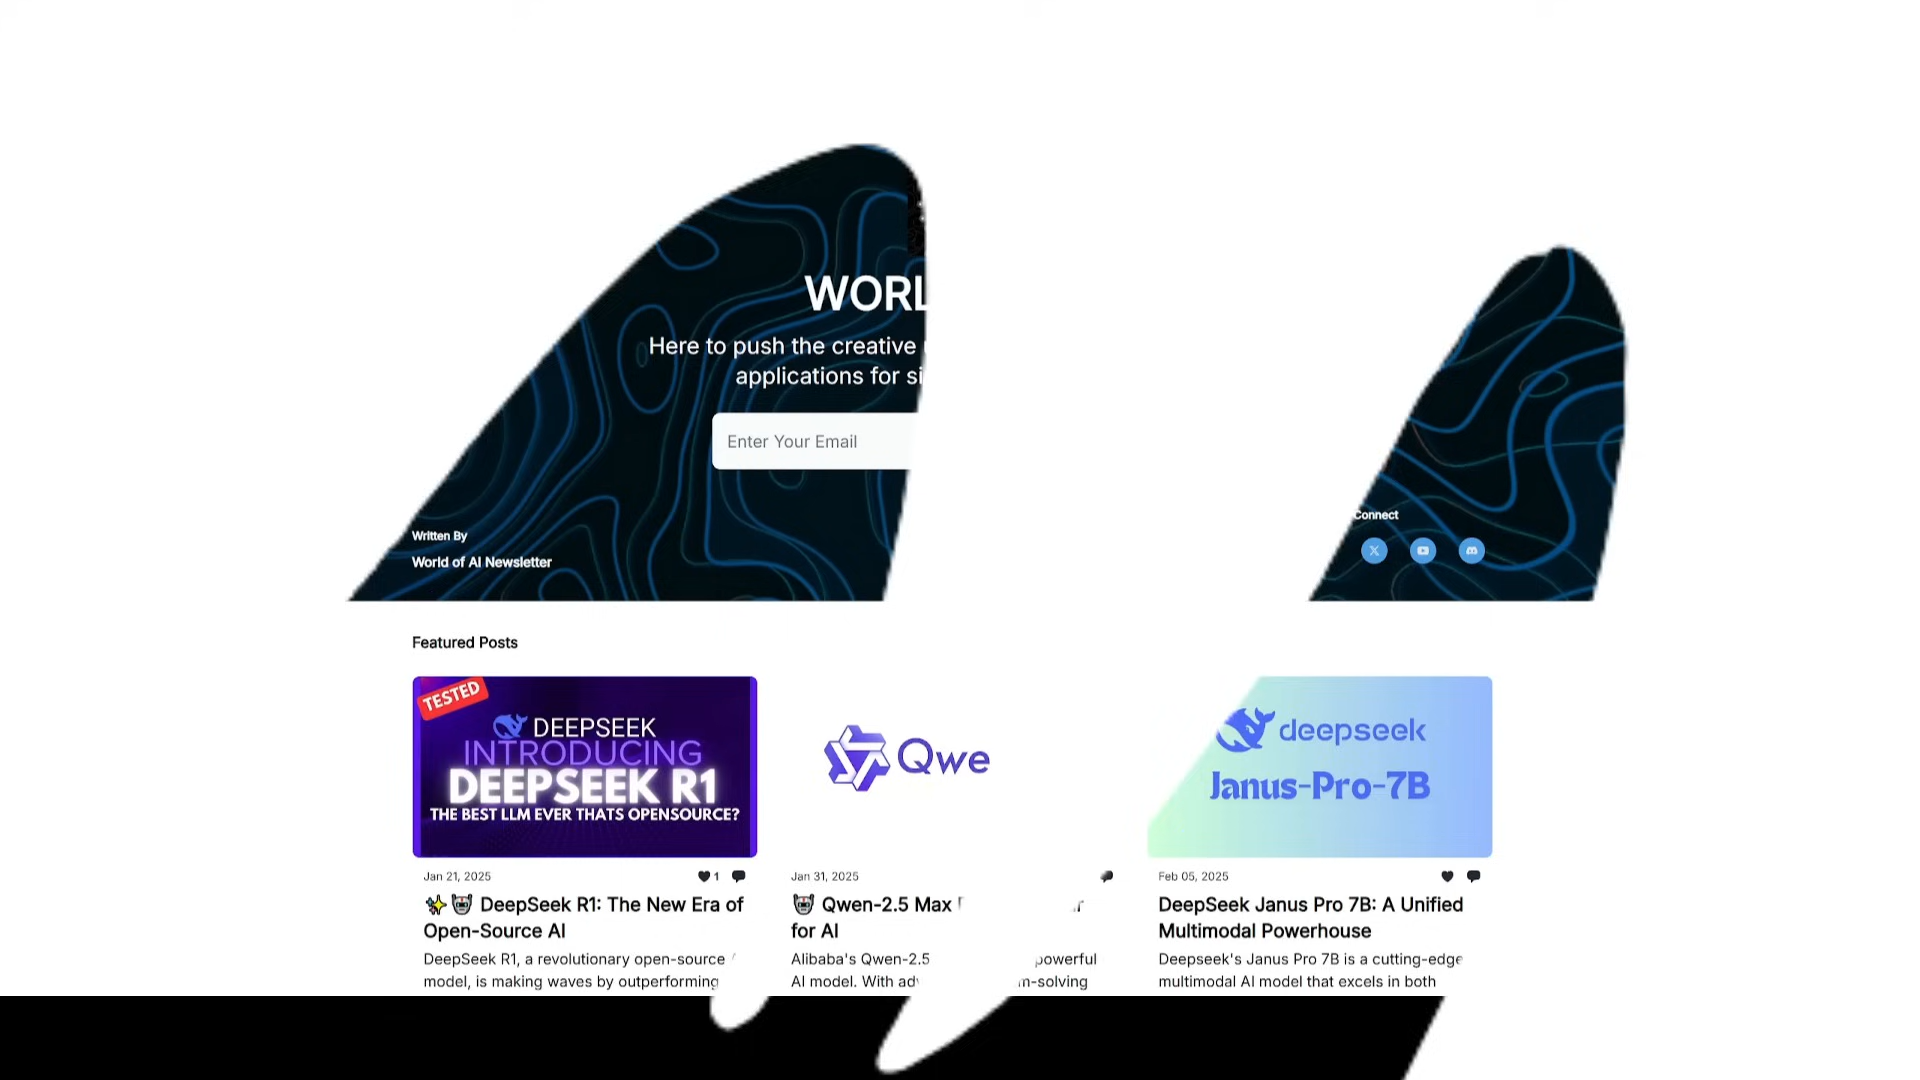 WORL
Here to push the creative
applications for si
Enter Your Email
Written By
World of AI Newsletter
Connect
Featured Posts
TESTED
DEEPSEEK
INTRODUCING
DEEPSEEK R1
THE BEST LLM EVER THATS OPENSOURCE?
Jan 21, 2025
1
DeepSeek R1: The New Era of
Open-Source AI
DeepSeek R1, a revolutionary open-source
model, is making waves by outperforming
Qwe
Jan 31, 2025
Qwen-2.5 Max
for AI
Alibaba's Qwen-2.5 powerful
AI model. With ad m-solving
deepseek
Janus-Pro-7B
Feb 05, 2025
DeepSeek Janus Pro 7B: A Unified
Multimodal Powerhouse
Deepseek's Janus Pro 7B is a cutting-edge
multimodal AI model that excels in both